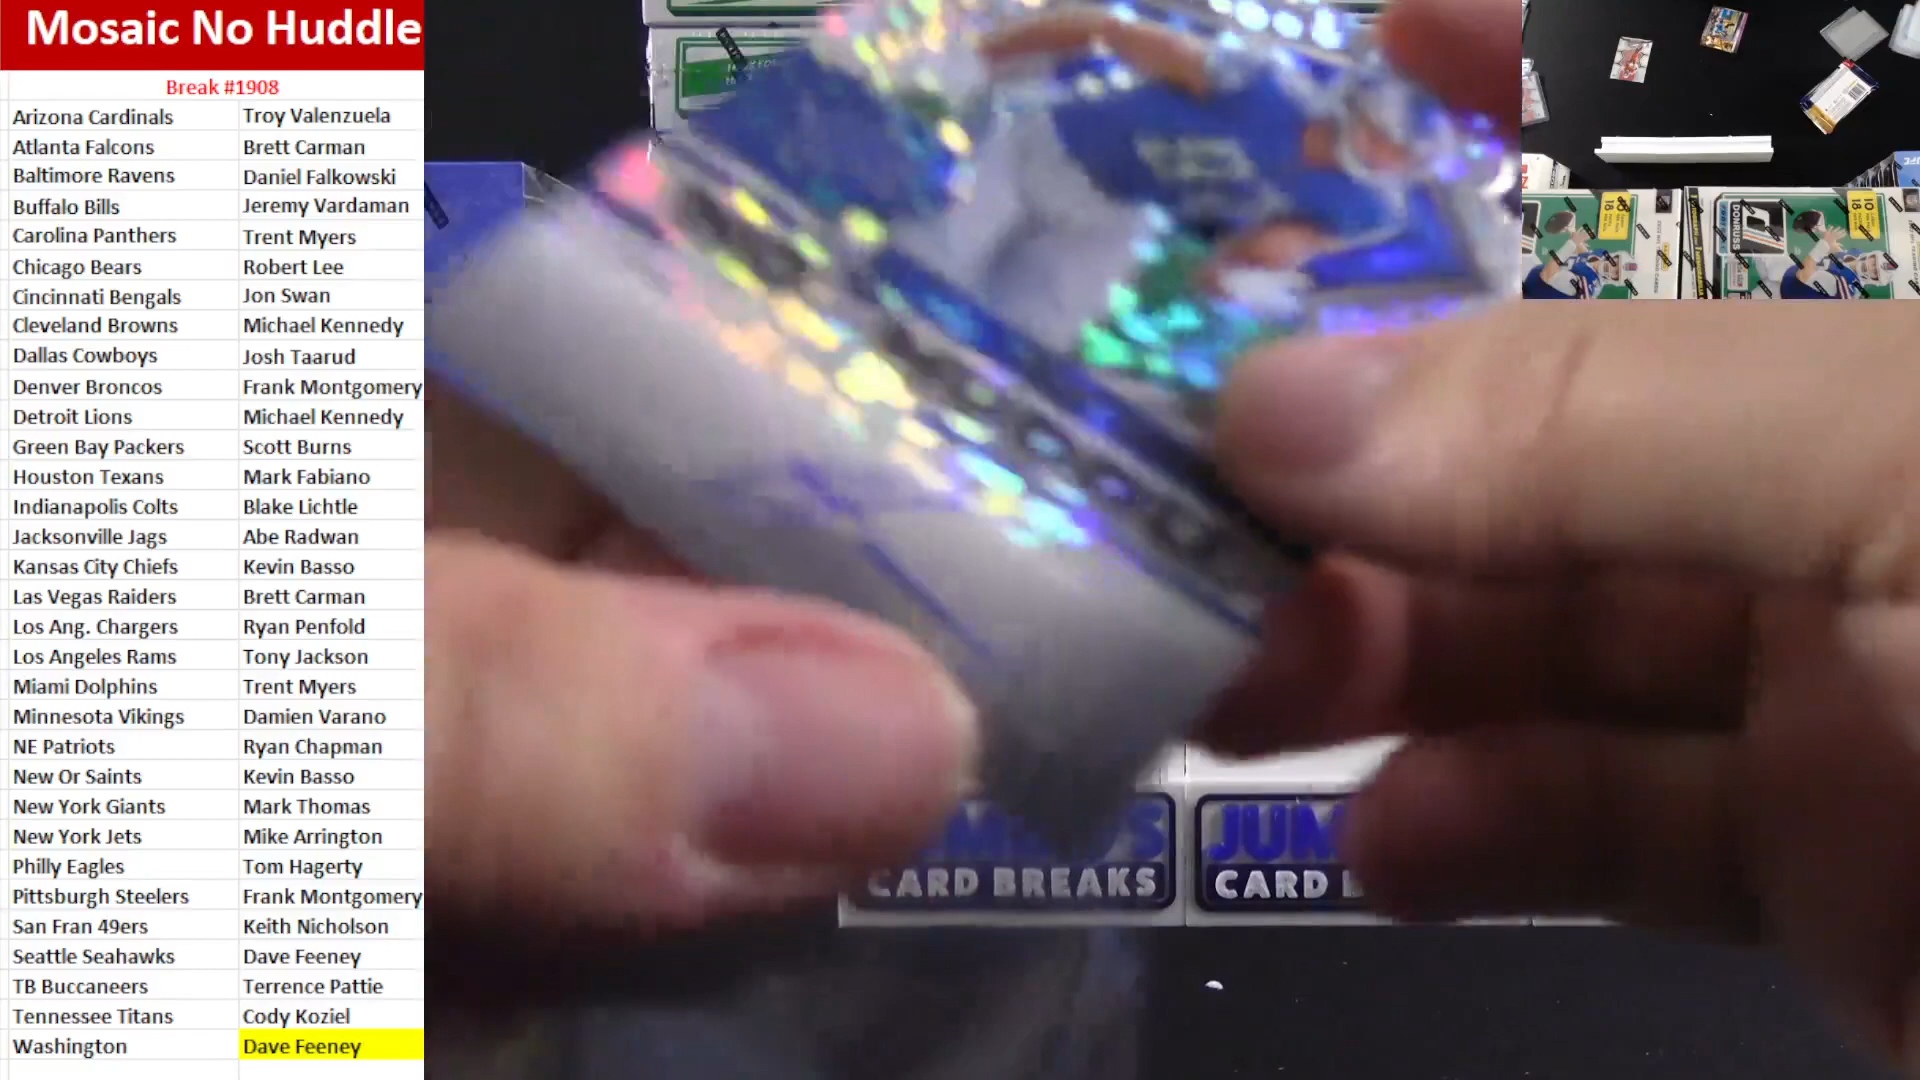 Mosaic No Huddle
Break #1908
Arizona Cardinals Troy Valenzuela
Atlanta Falcons Brett Carman
Baltimore Ravens Daniel Falkowski
Buffalo Bills Jeremy Vardaman
Carolina Panthers Trent Myers
Chicago Bears Robert Lee
Cincinnati Bengals Jon Swan
Cleveland Browns Michael Kennedy
Dallas Cowboys Josh Taarud
Denver Broncos Frank Montgomery
Detroit Lions Michael Kennedy
Green Bay Packers Scott Burns
Houston Texans Mark Fabiano
Indianapolis Colts Blake Lichtle
Jacksonville Jags Abe Radwan
Kansas City Chiefs Kevin Basso
Las Vegas Raiders Brett Carman
Los Ang. Chargers Ryan Penfold
Los Angeles Rams Tony Jackson
Miami Dolphins Trent Myers
Minnesota Vikings Damien Varano
NE Patriots Ryan Chapman
New Or Saints Kevin Basso
New York Giants Mark Thomas
New York Jets Mike Arrington
Philly Eagles Tom Hagerty
Pittsburgh Steelers Frank Montgomery
San Fran 49ers Keith Nicholson
Seattle Seahawks Dave Feeney
TB Buccaneers Terrence Pattie
Tennessee Titans Cody Koziel
Washington Dave Feeney
CARD BREAKS
JUM
CARD
DONRUSS
10
18